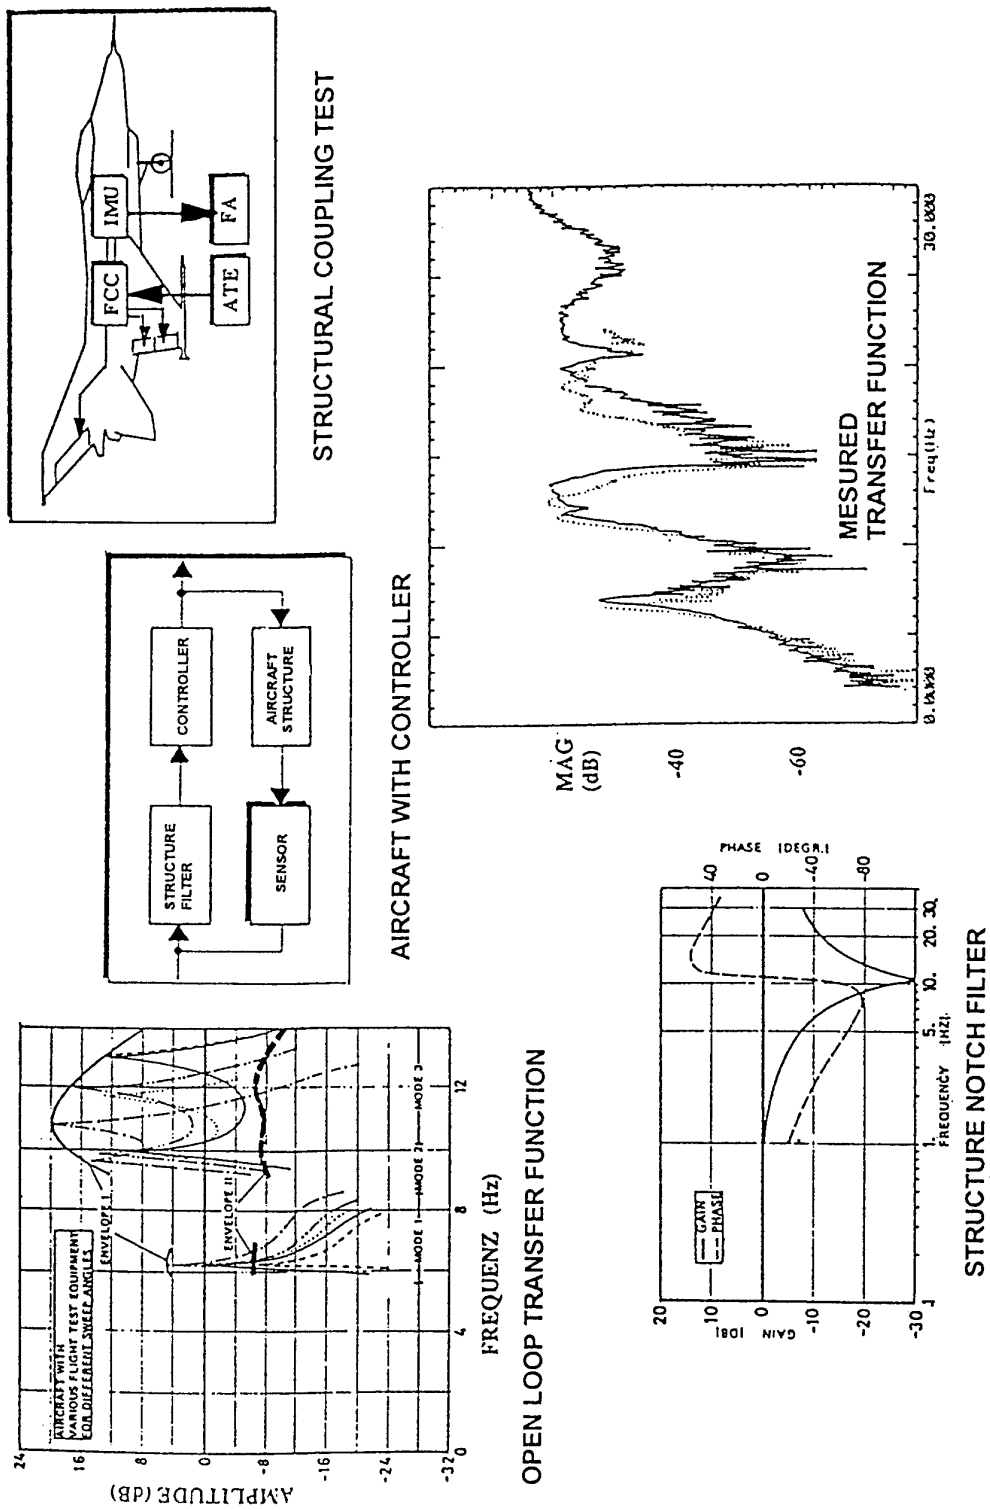 AIRCRAFT WITH
VARIOUS FLIGHT TEST EQUIPMENT
FOR DIFFERENT SWEEP ANGLES
ENVELOPE I
ENVELOPE II
MODE 1
MODE 2
MODE 3
24
16
8
0
-8
-16
-24
-32
AMPLITUDE (dB)
0
4
8
12
FREQUENZ (Hz)
OPEN LOOP TRANSFER FUNCTION
STRUCTURE
FILTER
CONTROLLER
SENSOR
AIRCRAFT
STRUCTURE
AIRCRAFT WITH CONTROLLER
FCC
IMU
ATE
FA
STRUCTURAL COUPLING TEST
GAIN
PHASE
20
10
0
-10
-20
-30
GAIN [DB]
1.
5.
10.
20.
30.
FREQUENCY [HZ]
PHASE [DEGR.]
40
0
-40
-80
STRUCTURE NOTCH FILTER
MAG
(dB)
-40
-60
0.0000
Freq(Hz)
30.000
MESURED
TRANSFER FUNCTION